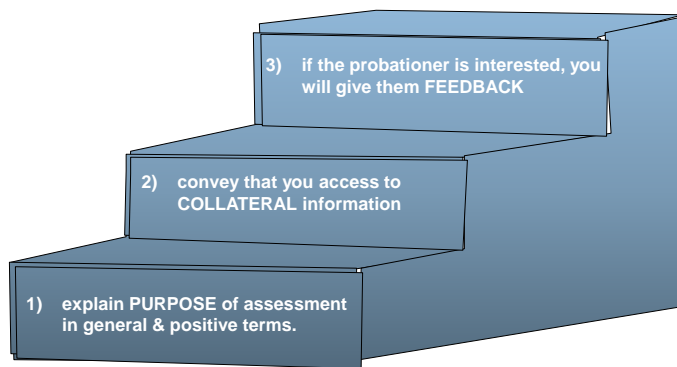 3) if the probationer is interested, you
will give them FEEDBACK
2) convey that you access to
COLLATERAL information
1) explain PURPOSE of assessment
in general & positive terms.